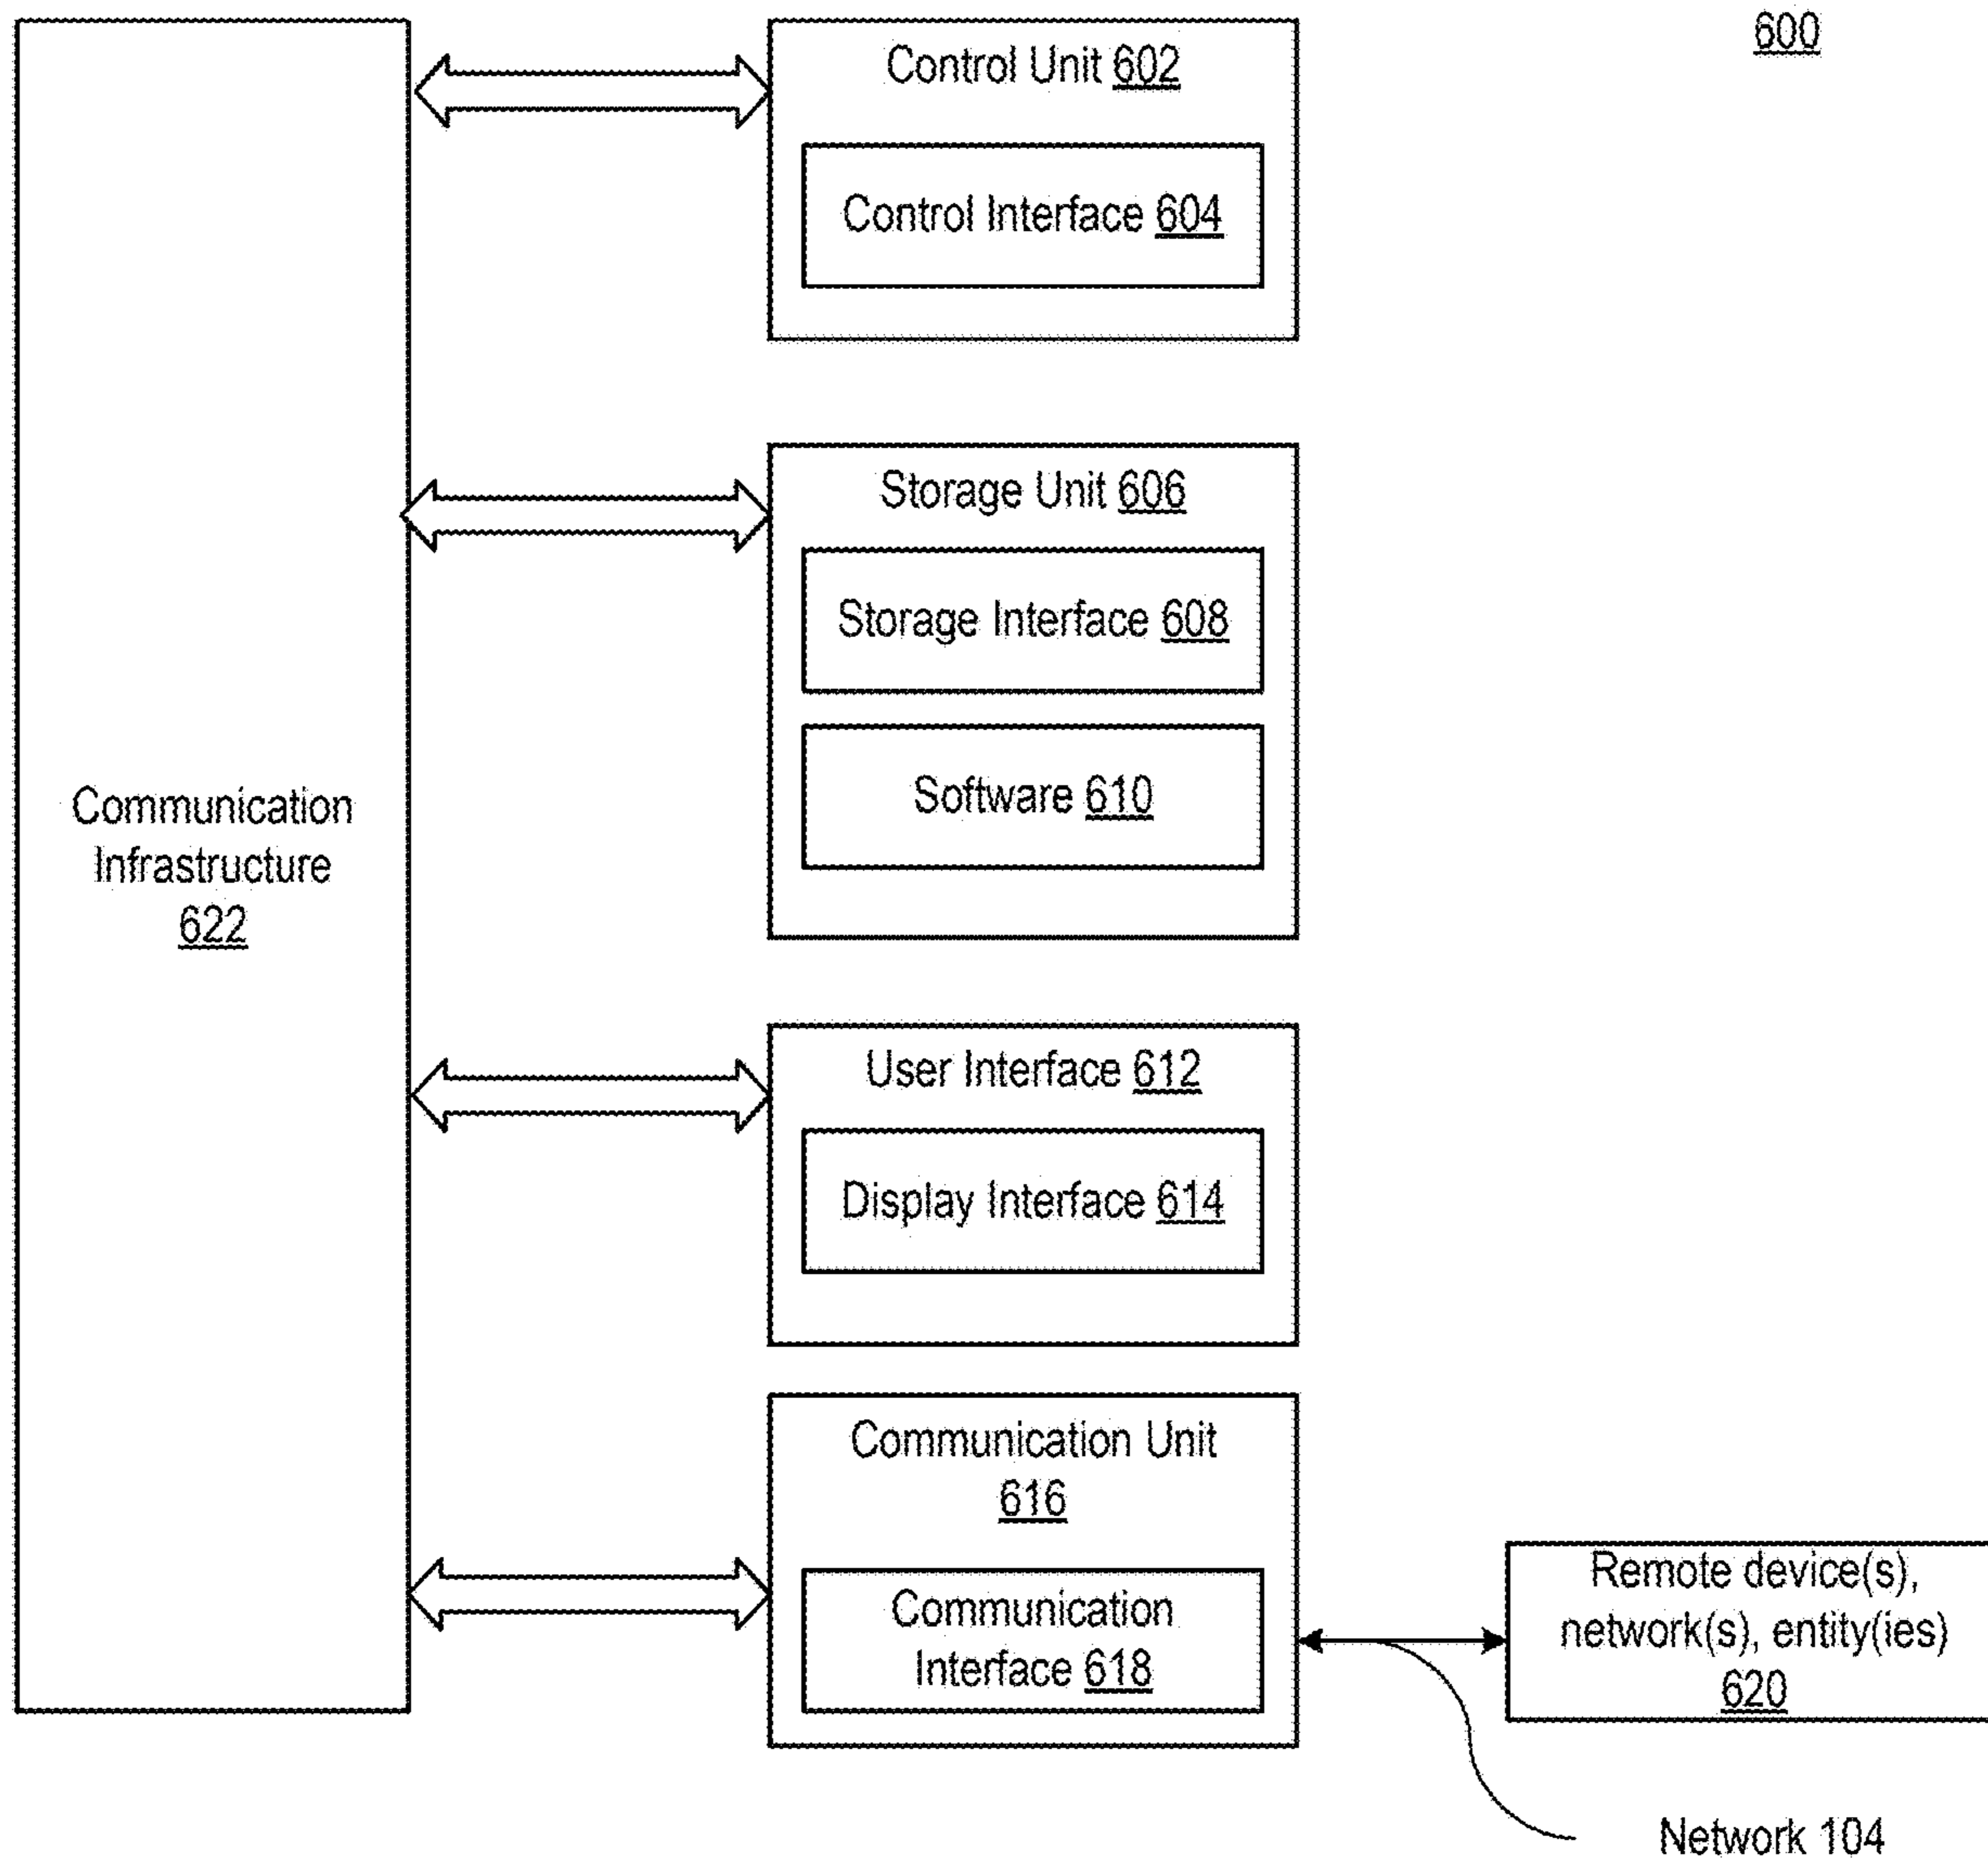 600
Control Unit 602
Control Interface 604
Storage Unit 606
Storage Interface 608
Software 610
Communication
Infrastructure
622
User Interface 612
Display Interface 614
Communication Unit
616
Communication
Interface 618
Remote device(s),
network(s), entity(ies)
620
Network 104